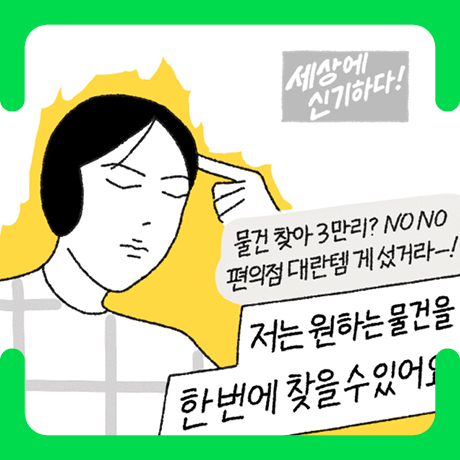 세상에
신기하다!
물건 찾아 3만리? NO NO
편의점 대란템 게 섰거라~!
저는 원하는 물건을
한 번에 찾을 수 있어요